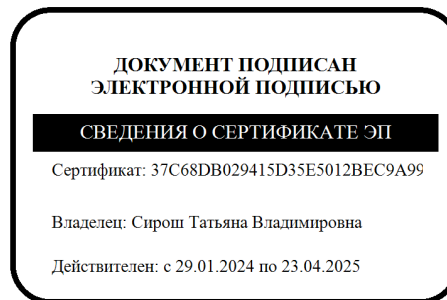 ДОКУМЕНТ ПОДПИСАН
ЭЛЕКТРОННОЙ ПОДПИСЬЮ
СВЕДЕНИЯ О СЕРТИФИКАТЕ ЭП
Сертификат: 37C68DB029415D35E5012BEC9A99
Владелец: Сирош Татьяна Владимировна
Действителен: с 29.01.2024 по 23.04.2025